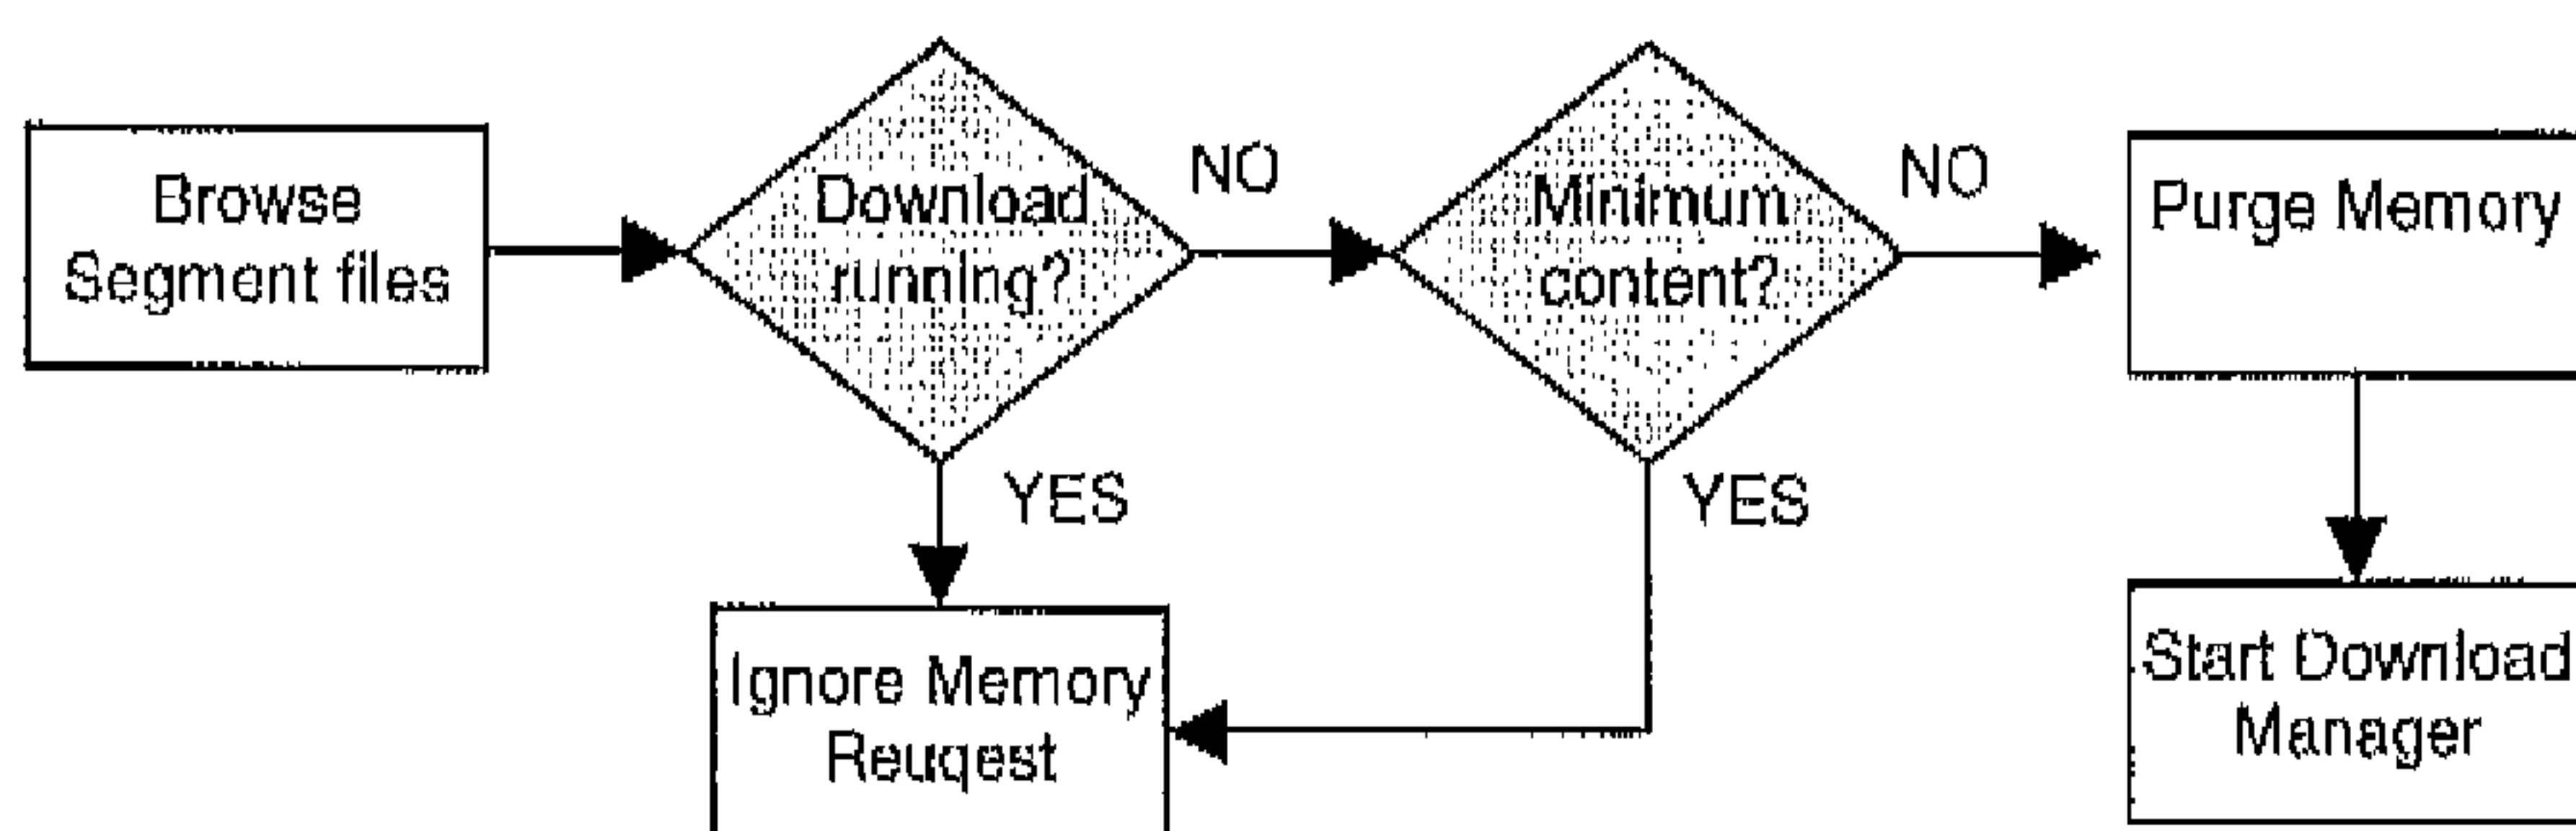 Browse
Segment files
Download
running?
NO
Minimum
content?
NO
Purge Memory
YES
YES
Ignore Memory
Reuqest
Start Download
Manager